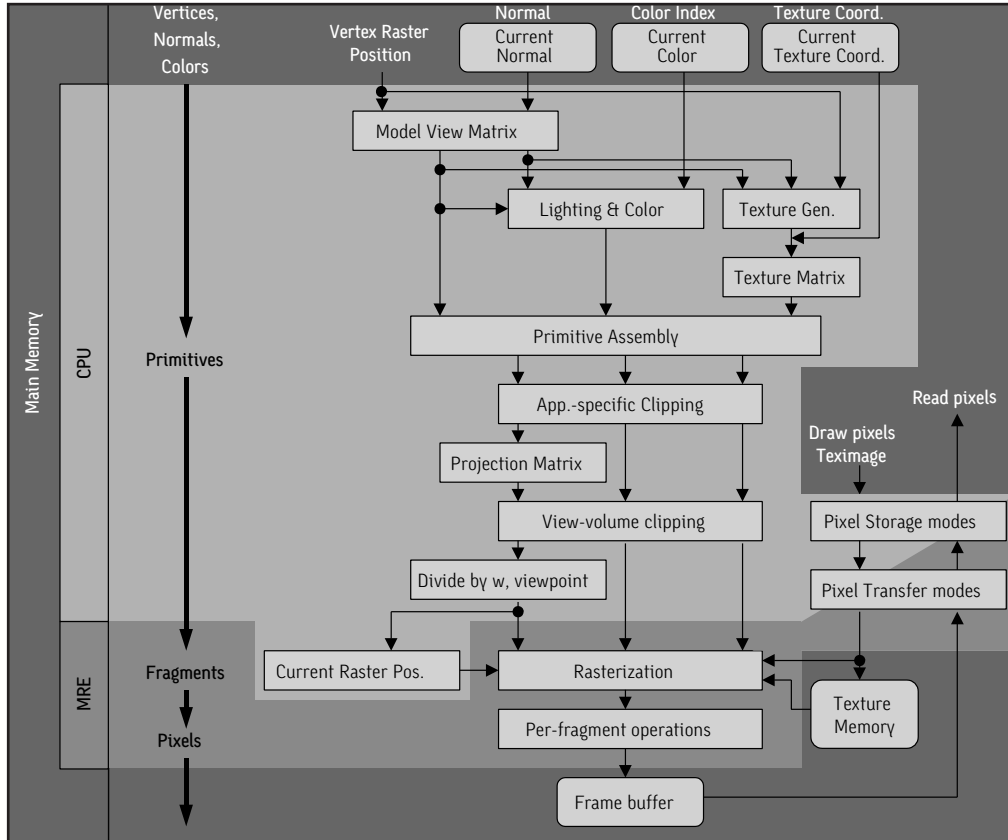 Vertices,
Normals,
Colors
Vertex Raster
Position
Normal
Current
Normal
Color Index
Current
Color
Texture Coord.
Current
Texture Coord.
Model View Matrix
Lighting & Color
Texture Gen.
Texture Matrix
Main Memory
CPU
Primitives
Primitive Assembly
App.-specific Clipping
Read pixels
Draw pixels
Teximage
Projection Matrix
View-volume clipping
Pixel Storage modes
Divide by w, viewpoint
Pixel Transfer modes
MRE
Fragments
Current Raster Pos.
Rasterization
Texture
Memory
Pixels
Per-fragment operations
Frame buffer